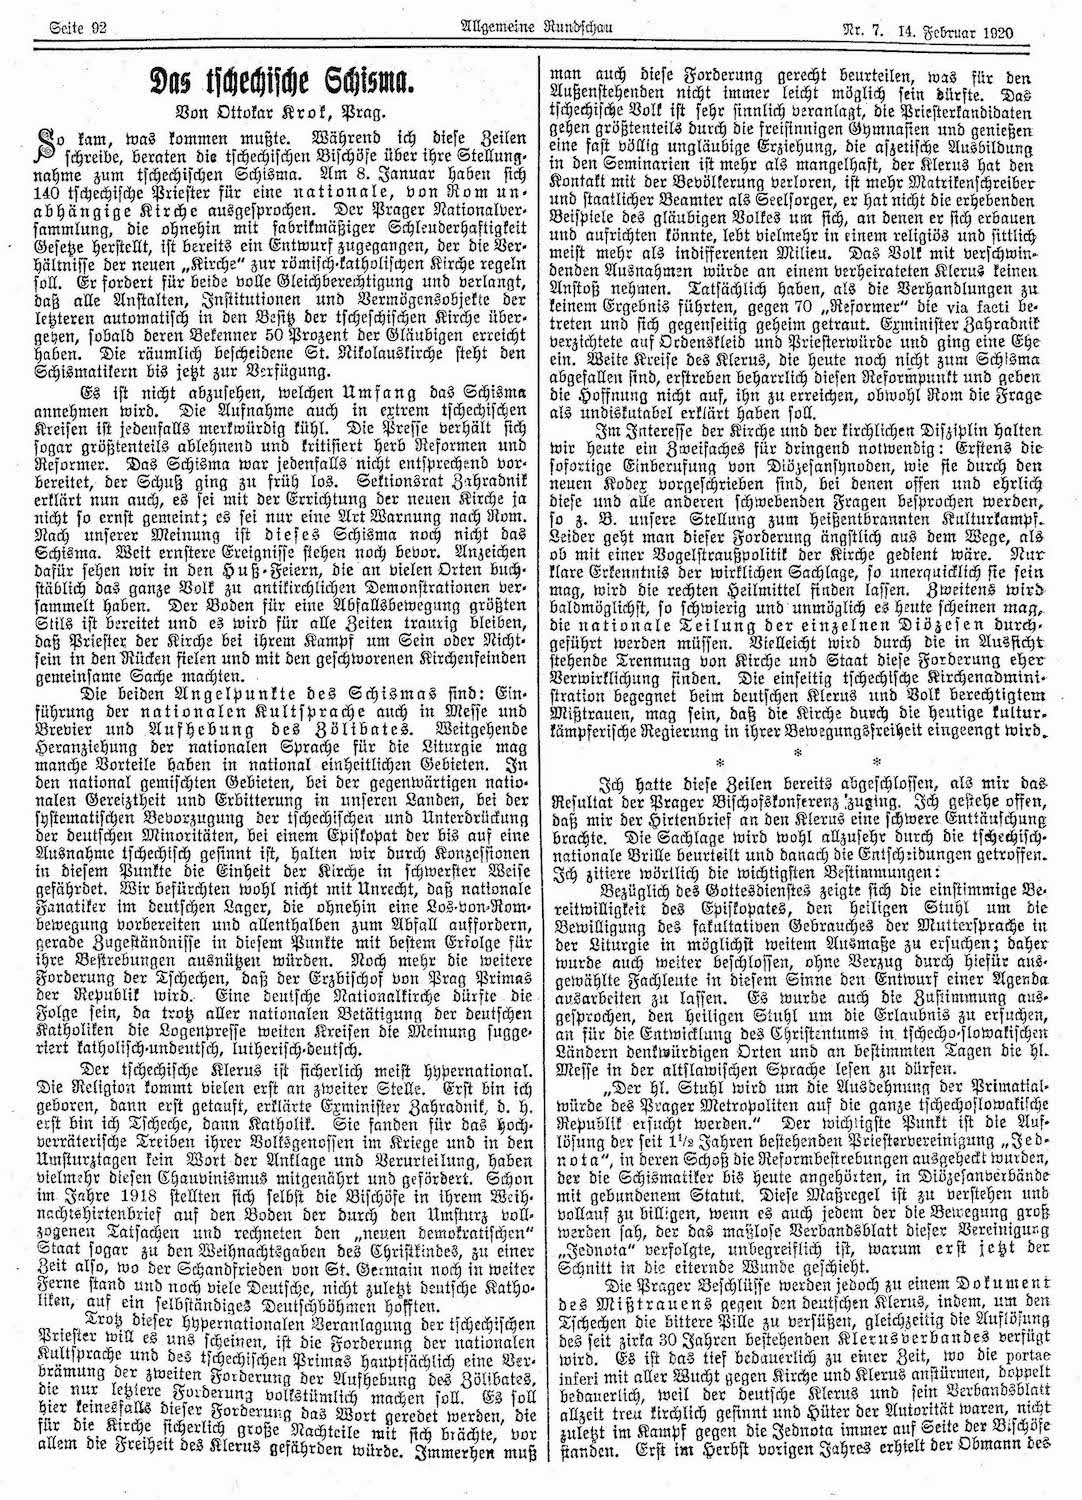 Seite 92
Allgemeine Rundschau
Nr. 7. 14. Februar 1920
Das tschechische Schisma.
Von Ottokar Krok, Prag.
So kam, was kommen mußte. Während ich diese Zeilen
schreibe, beraten die tschechischen Bischöfe über ihre Stellung-
nahme zum tschechischen Schisma. Am 8. Januar haben sich
140 tschechische Priester für eine nationale, von Rom un-
abhängige Kirche ausgesprochen. Der Prager Nationalver-
sammlung, die ohnehin mit fabrikmäßiger Schleuderhaftigkeit
Gesetze herstellt, ist bereits ein Entwurf zugegangen, der die Ver-
hältnisse der neuen „Kirche“ zur römisch-katholischen Kirche regeln
soll. Er fordert für beide volle Gleichberechtigung und verlangt,
daß alle Anstalten, Institutionen und Vermögensobjekte der
letzteren automatisch in den Besitz der tschechischen Kirche über-
gehen, sobald deren Bekenner 50 Prozent der Gläubigen erreicht
haben. Die räumlich bescheidene St. Nikolauskirche steht den
Schismatikern bis jetzt zur Verfügung.
Es ist nicht abzusehen, welchen Umfang das Schisma
annehmen wird. Die Aufnahme auch in extrem tschechischen
Kreisen ist jedenfalls merkwürdig kühl. Die Presse verhält sich
sogar größtenteils ablehnend und kritisiert herb Reformen und
Reformer. Das Schisma war jedenfalls nicht entsprechend vor-
bereitet, der Schuß ging zu früh los. Sektionsrat Zahradnik
erklärt nun auch, es sei mit der Errichtung der neuen Kirche ja
nicht so ernst gemeint; es sei nur eine Art Warnung nach Rom.
Nach unserer Meinung ist dieses Schisma noch nicht das
Schisma. Weit ernstere Ereignisse stehen noch bevor. Anzeichen
dafür sehen wir in den Huß-Feiern, die an vielen Orten buch-
stäblich das ganze Volk zu antikirchlichen Demonstrationen ver-
sammelt haben. Der Boden für eine Abfallsbewegung größten
Stils ist bereitet und es wird für alle Zeiten traurig bleiben,
daß Priester der Kirche bei ihrem Kampf um Sein oder Nicht-
sein in den Rücken fielen und mit den geschworenen Kirchenfeinden
gemeinsame Sache machten.
Die beiden Angelpunkte des Schismas sind: Ein-
führung der nationalen Kultsprache auch in Messe und
Brevier und Aufhebung des Zölibates. Weitgehende
Heranziehung der nationalen Sprache für die Liturgie mag
manche Vorteile haben in national einheitlichen Gebieten. In
den national gemischten Gebieten, bei der gegenwärtigen natio-
nalen Gereiztheit und Erbitterung in unseren Landen, bei der
systematischen Bevorzugung der tschechischen und Unterdrückung
der deutschen Minoritäten, bei einem Episkopat der bis auf eine
Ausnahme tschechisch gesinnt ist, halten wir durch Konzessionen
in diesem Punkte die Einheit der Kirche in schwerster Weise
gefährdet. Wir befürchten wohl nicht mit Unrecht, daß nationale
Fanatiker im deutschen Lager, die ohnehin eine Los-von-Rom-
bewegung vorbereiten und allenthalben zum Abfall auffordern,
gerade Zugeständnisse in diesem Punkte mit bestem Erfolge für
ihre Bestrebungen ausnützen würden. Noch mehr die weitere
Forderung der Tschechen, daß der Erzbischof von Prag Primas
der Republik wird. Eine deutsche Nationalkirche dürfte die
Folge sein, da trotz aller nationalen Betätigung der deutschen
Katholiken die Logenpresse weiten Kreisen die Meinung sugge-
riert katholisch-undeutsch, lutherisch-deutsch.
Der tschechische Klerus ist sicherlich meist hypernational.
Die Religion kommt vielen erst an zweiter Stelle. Erst bin ich
geboren, dann erst getauft, erklärte Exminister Zahradnik, d. h.
erst bin ich Tscheche, dann Katholik. Sie fanden für das hoch-
verräterische Treiben ihrer Volksgenossen im Kriege und in den
Umsturztagen kein Wort der Anklage und Verurteilung, haben
vielmehr diesen Chauvinismus mitgenährt und gefördert. Schon
im Jahre 1918 stellten sich selbst die Bischöfe in ihrem Weih-
nachtshirtenbrief auf den Boden der durch den Umsturz voll-
zogenen Tatsachen und rechneten den „neuen demokratischen“
Staat sogar zu den Weihnachtsgaben des Christkindes, zu einer
Zeit also, wo der Schandfrieden von St. Germain noch in weiter
Ferne stand und noch viele Deutsche, nicht zuletzt deutsche Katho-
liken, auf ein selbständiges Deutschböhmen hofften.
Trotz dieser hypernationalen Veranlagung der tschechischen
Priester will es uns scheinen, ist die Forderung der nationalen
Kultsprache und des tschechischen Primas hauptsächlich eine Ver-
brämung der zweiten Forderung der Aufhebung des Zölibates,
die nur letztere Forderung volkstümlich machen soll. Es soll
hier keinesfalls dieser Forderung das Wort geredet werden, die
für die Kirche sicherlich große Nachteile mit sich brächte, vor
allem die Freiheit des Klerus gefährden würde. Immerhen muß
man auch diese Forderung gerecht beurteilen, was für den
Außenstehenden nicht immer leicht möglich sein dürfte. Das
tschechische Volk ist sehr sinnlich veranlagt, die Priesterkandidaten
gehen größtenteils durch die freisinnigen Gymnasien und genießen
eine fast völlig ungläubige Erziehung, die aszetische Ausbildung
in den Seminarien ist mehr als mangelhaft, der Klerus hat den
Kontakt mit der Bevölkerung verloren, ist mehr Matrikenschreiber
und staatlicher Beamter als Seelsorger, er hat nicht die erhebenden
Beispiele des gläubigen Volkes um sich, an denen er sich erbauen
und aufrichten könnte, lebt vielmehr in einem religiös und sittlich
meist mehr als indifferenten Milieu. Das Volk mit verschwin-
denden Ausnahmen würde an einem verheirateten Klerus keinen
Anstoß nehmen. Tatsächlich haben, als die Verhandlungen zu
keinem Ergebnis führten, gegen 70 „Reformer“ die via facti be-
treten und sich gegenseitig geheim getraut. Exminister Zahradnik
verzichtete auf Ordenskleid und Priesterwürde und ging eine Ehe
ein. Weite Kreise des Klerus, die heute noch nicht zum Schisma
abgefallen sind, erstreben beharrlich diesen Reformpunkt und geben
die Hoffnung nicht auf, ihn zu erreichen, obwohl Rom die Frage
als undiskutabel erklärt haben soll.
Im Interesse der Kirche und der kirchlichen Disziplin halten
wir heute ein Zweifaches für dringend notwendig: Erstens die
sofortige Einberufung von Diözesansynoden, wie sie durch den
neuen Kodex vorgeschrieben sind, bei denen offen und ehrlich
diese und alle anderen schwebenden Fragen besprochen werden,
so z. B. unsere Stellung zum heißentbrannten Kulturkampf.
Leider geht man dieser Forderung ängstlich aus dem Wege, als
ob mit einer Vogelstraußpolitik der Kirche gedient wäre. Nur
klare Erkenntnis der wirklichen Sachlage, so unerquicklich sie sein
mag, wird die rechten Heilmittel finden lassen. Zweitens wird
baldmöglichst, so schwierig und unmöglich es heute scheinen mag,
die nationale Teilung der einzelnen Diözesen durch-
geführt werden müssen. Vielleicht wird durch die in Aussicht
stehende Trennung von Kirche und Staat diese Forderung eher
Verwirklichung finden. Die einseitig tschechische Kirchenadmini-
stration begegnet beim deutschen Klerus und Volk berechtigtem
Mißtrauen, mag sein, daß die Kirche durch die heutige kultur-
kämpferische Regierung in ihrer Bewegungsfreiheit eingeengt wird.
* * *
Ich hatte diese Zeilen bereits abgeschlossen, als mir das
Resultat der Prager Bischofskonferenz zuging. Ich gestehe offen,
daß mir der Hirtenbrief an den Klerus eine schwere Enttäuschung
brachte. Die Sachlage wird wohl allzusehr durch die tschechisch-
nationale Brille beurteilt und danach die Entscheidungen getroffen.
Ich zitiere wörtlich die wichtigsten Bestimmungen:
Bezüglich des Gottesdienstes zeigte sich die einstimmige Be-
reitwilligkeit des Episkopates, den heiligen Stuhl um die
Bewilligung des fakultativen Gebrauches der Muttersprache in
der Liturgie in möglichst weitem Ausmaße zu ersuchen; daher
wurde auch weiter beschlossen, ohne Verzug durch hiefür aus-
gewählte Fachleute in diesem Sinne den Entwurf einer Agenda
ausarbeiten zu lassen. Es wurde auch die Zustimmung aus-
gesprochen, den heiligen Stuhl um die Erlaubnis zu ersuchen,
an für die Entwicklung des Christentums in tschecho-slowakischen
Ländern denkwürdigen Orten und an bestimmten Tagen die hl.
Messe in der altslawischen Sprache lesen zu dürfen.
„Der hl. Stuhl wird um die Ausdehnung der Primatial-
würde des Prager Metropoliten auf die ganze tschechoslowakische
Republik ersucht werden.“ Der wichtigste Punkt ist die Auf-
lösung der seit 1½ Jahren bestehenden Priestervereinigung „Jed-
nota“, in deren Schoß die Reformbestrebungen ausgeheckt wurden,
der die Schismatiker bis heute angehörten, in Diözesanverbände
mit gebundenem Statut. Diese Maßregel ist zu verstehen und
vollauf zu billigen, wenn es auch jedem der die Bewegung groß
werden sah, der das maßlose Verbandsblatt dieser Vereinigung
„Jednota“ verfolgte, unbegreiflich ist, warum erst jetzt der
Schnitt in die eiternde Wunde geschieht.
Die Prager Beschlüsse werden jedoch zu einem Dokument
des Mißtrauens gegen den deutschen Klerus, indem, um den
Tschechen die bittere Pille zu versüßen, gleichzeitig die Auflösung
des seit zirka 30 Jahren bestehenden Klerusverbandes verfügt
wird. Es ist das tief bedauerlich zu einer Zeit, wo die portae
inferi mit aller Wucht gegen Kirche und Klerus anstürmen, doppelt
bedauerlich, weil der deutsche Klerus und sein Verbandsblatt
allzeit treu kirchlich gesinnt und Hüter der Autorität waren, nicht
zuletzt im Kampf gegen die Jednota immer auf Seite der Bischöfe
standen. Erst im Herbst vorigen Jahres erhielt der Obmann des